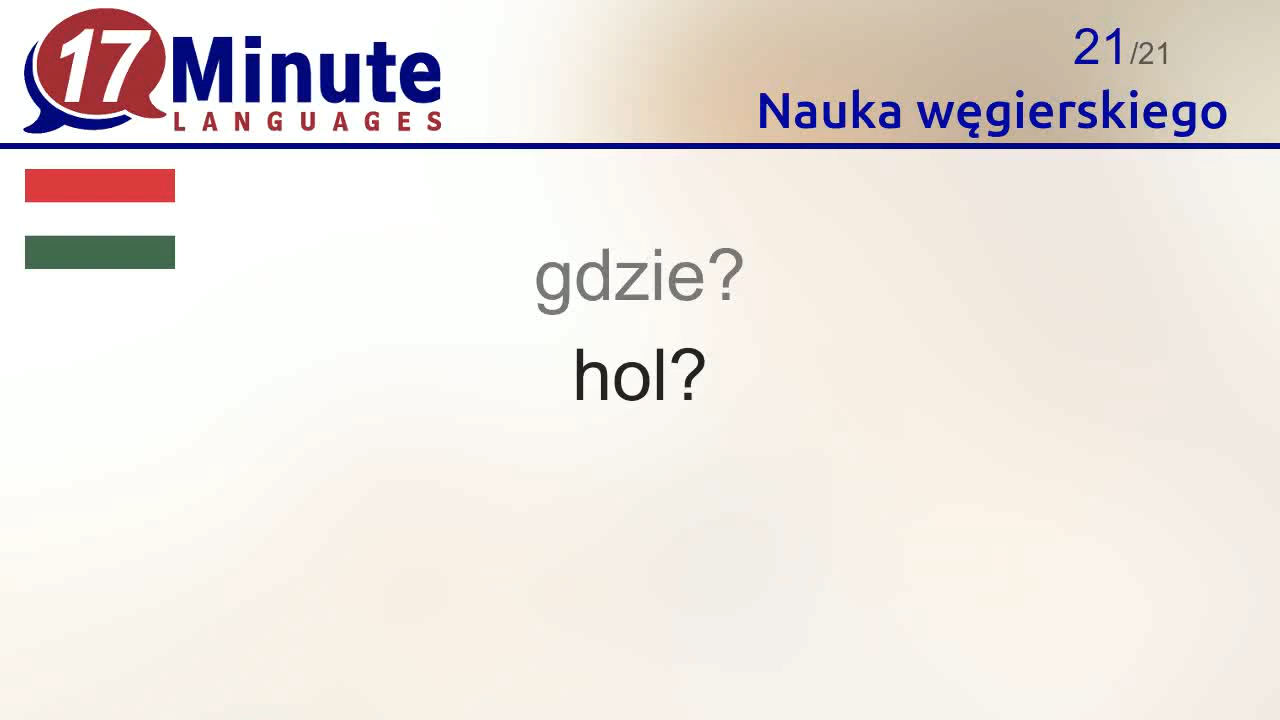 17 Minute
LANGUAGES
21/21
Nauka węgierskiego
gdzie?
hol?